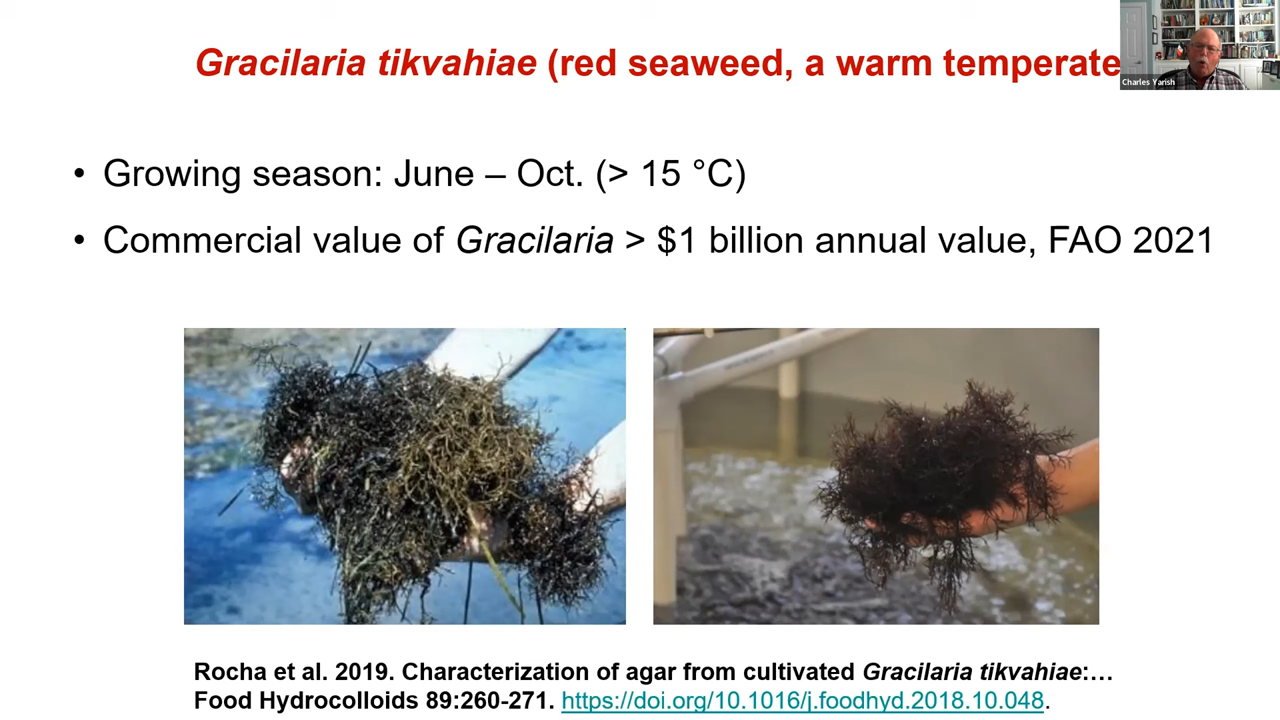 Gracilaria tikvahiae (red seaweed, a warm temperate
Charles Yarish
• Growing season: June – Oct. (> 15 °C)
• Commercial value of Gracilaria > $1 billion annual value, FAO 2021
Rocha et al. 2019. Characterization of agar from cultivated Gracilaria tikvahiae:…
Food Hydrocolloids 89:260-271. https://doi.org/10.1016/j.foodhyd.2018.10.048.